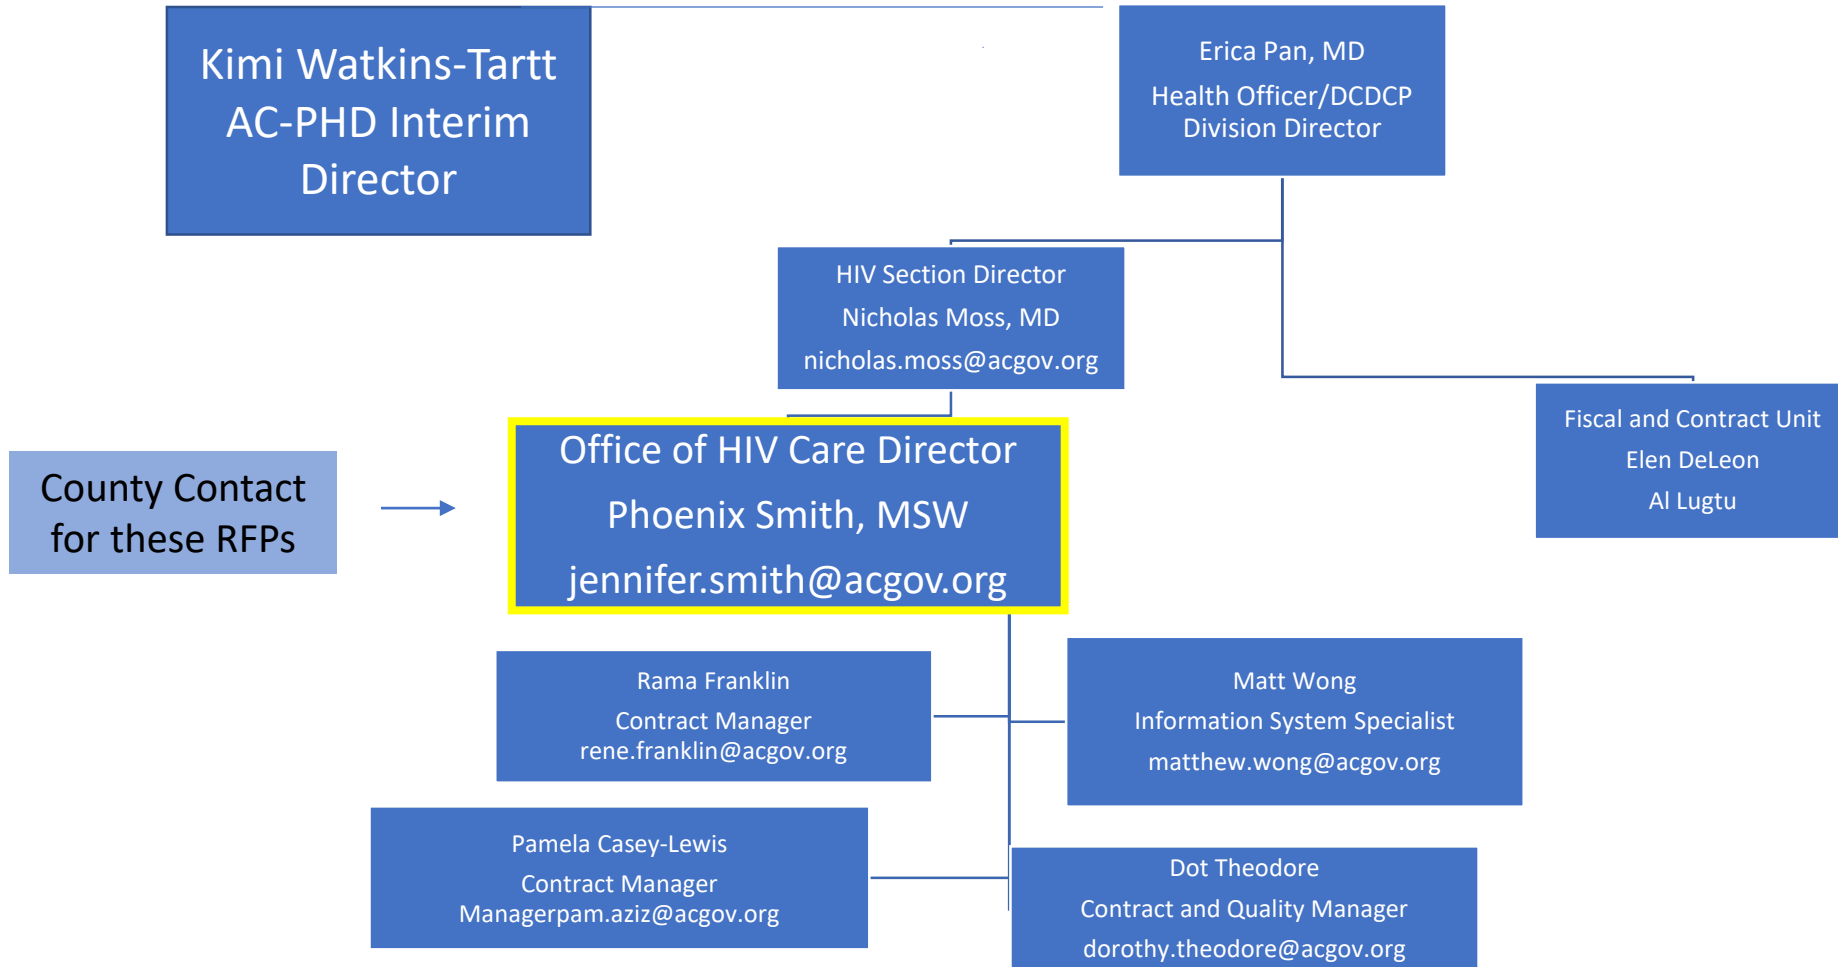 Kimi Watkins-Tartt
AC-PHD Interim
Director
Erica Pan, MD
Health Officer/DCDCP
Division Director
HIV Section Director
Nicholas Moss, MD
nicholas.moss@acgov.org
Fiscal and Contract Unit
Elen DeLeon
Al Lugtu
County Contact
for these RFPs
Office of HIV Care Director
Phoenix Smith, MSW
jennifer.smith@acgov.org
Rama Franklin
Contract Manager
rene.franklin@acgov.org
Matt Wong
Information System Specialist
matthew.wong@acgov.org
Pamela Casey-Lewis
Contract Manager
Managerpam.aziz@acgov.org
Dot Theodore
Contract and Quality Manager
dorothy.theodore@acgov.org